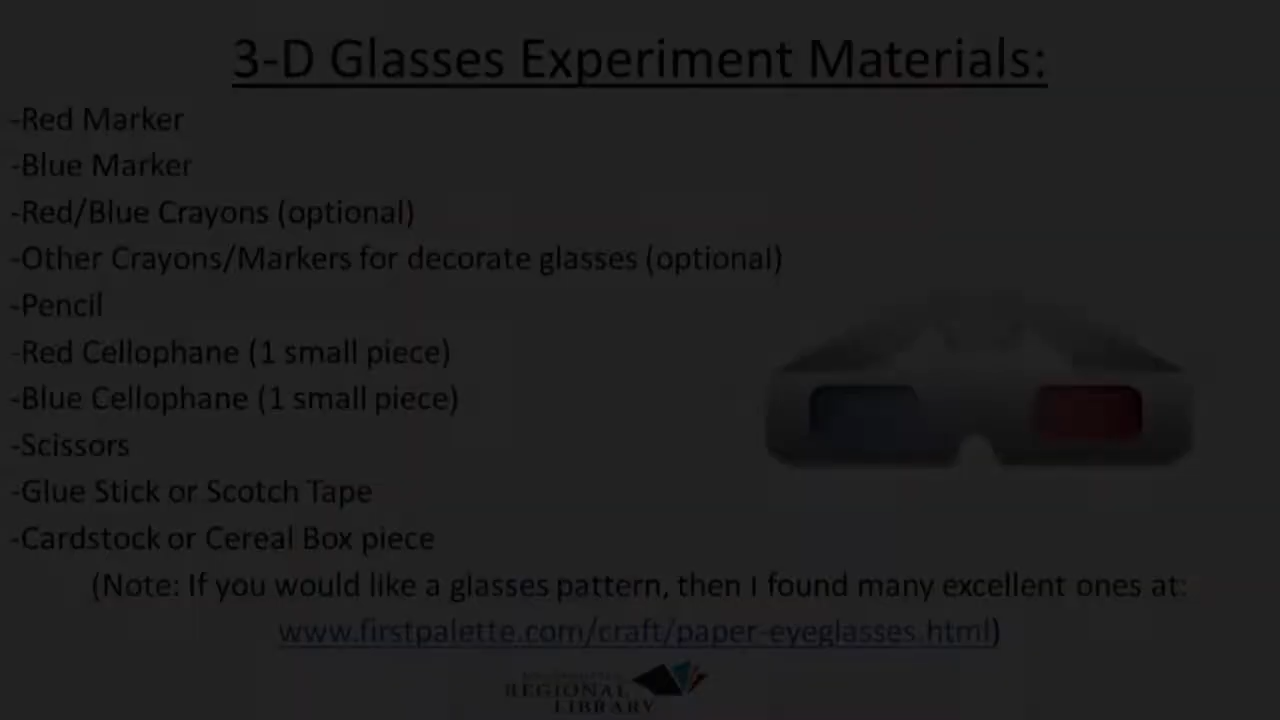 3-D Glasses Experiment Materials:
-Red Marker
-Blue Marker
-Red/Blue Crayons (optional)
-Other Crayons/Markers for decorate glasses (optional)
-Pencil
-Red Cellophane (1 small piece)
-Blue Cellophane (1 small piece)
-Scissors
-Glue Stick or Scotch Tape
-Cardstock or Cereal Box piece
(Note: If you would like a glasses pattern, then I found many excellent ones at:
www.firstpalette.com/craft/paper-eyeglasses.html)
REGIONAL
LIBRARY